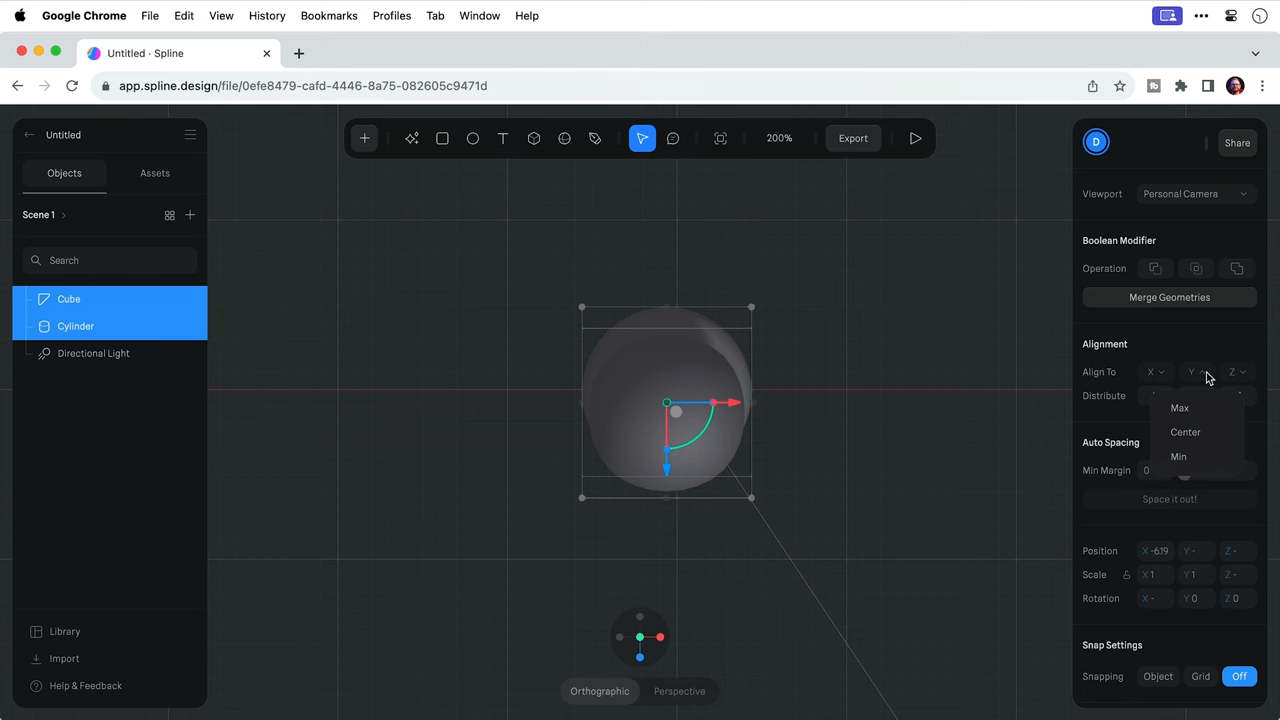 Google Chrome File Edit View History Bookmarks Profiles Tab Window Help
Untitled · Spline
app.spline.design/file/0efe8479-cafd-4446-8a75-082605c9471d
Untitled
200%
Export
D
Share
Objects
Assets
Viewport Personal Camera
Scene 1
Boolean Modifier
Search
Operation
Cube
Merge Geometries
Cylinder
Alignment
Directional Light
Align To X Y Z
Distribute
Max
Center
Auto Spacing
Min
Min Margin 0
Space it out!
Position X -6.19 Y - Z -
Scale X 1 Y 1 Z -
Rotation X - Y 0 Z 0
Library
Snap Settings
Import
Snapping Object Grid Off
Help & Feedback
Orthographic Perspective